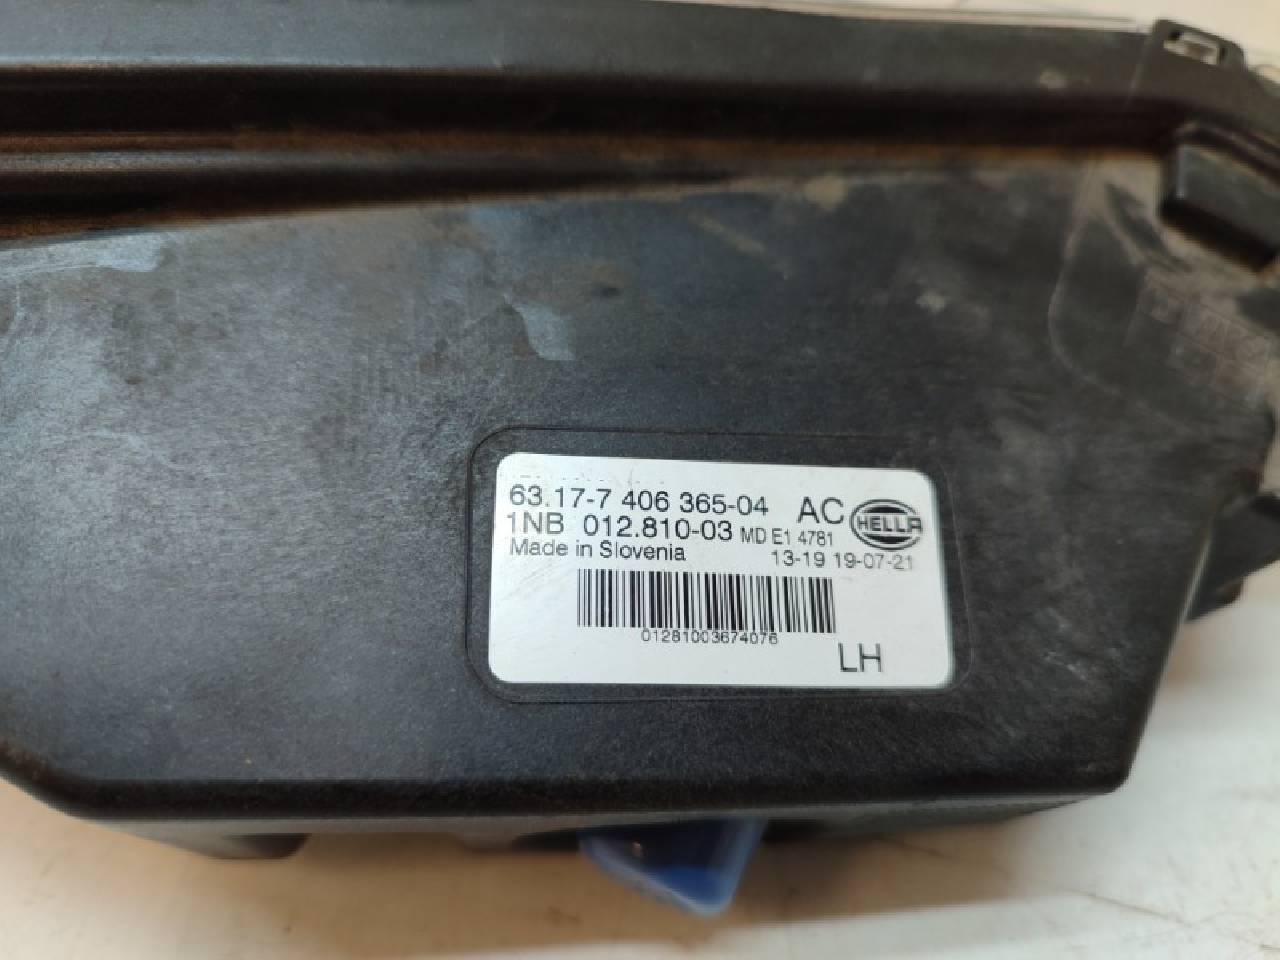 63.17-7 406 365-04 AC HELLA
1NB 012.810-03 MD E1 4781
Made in Slovenia 13-19 19-07-21
01281003674076
LH